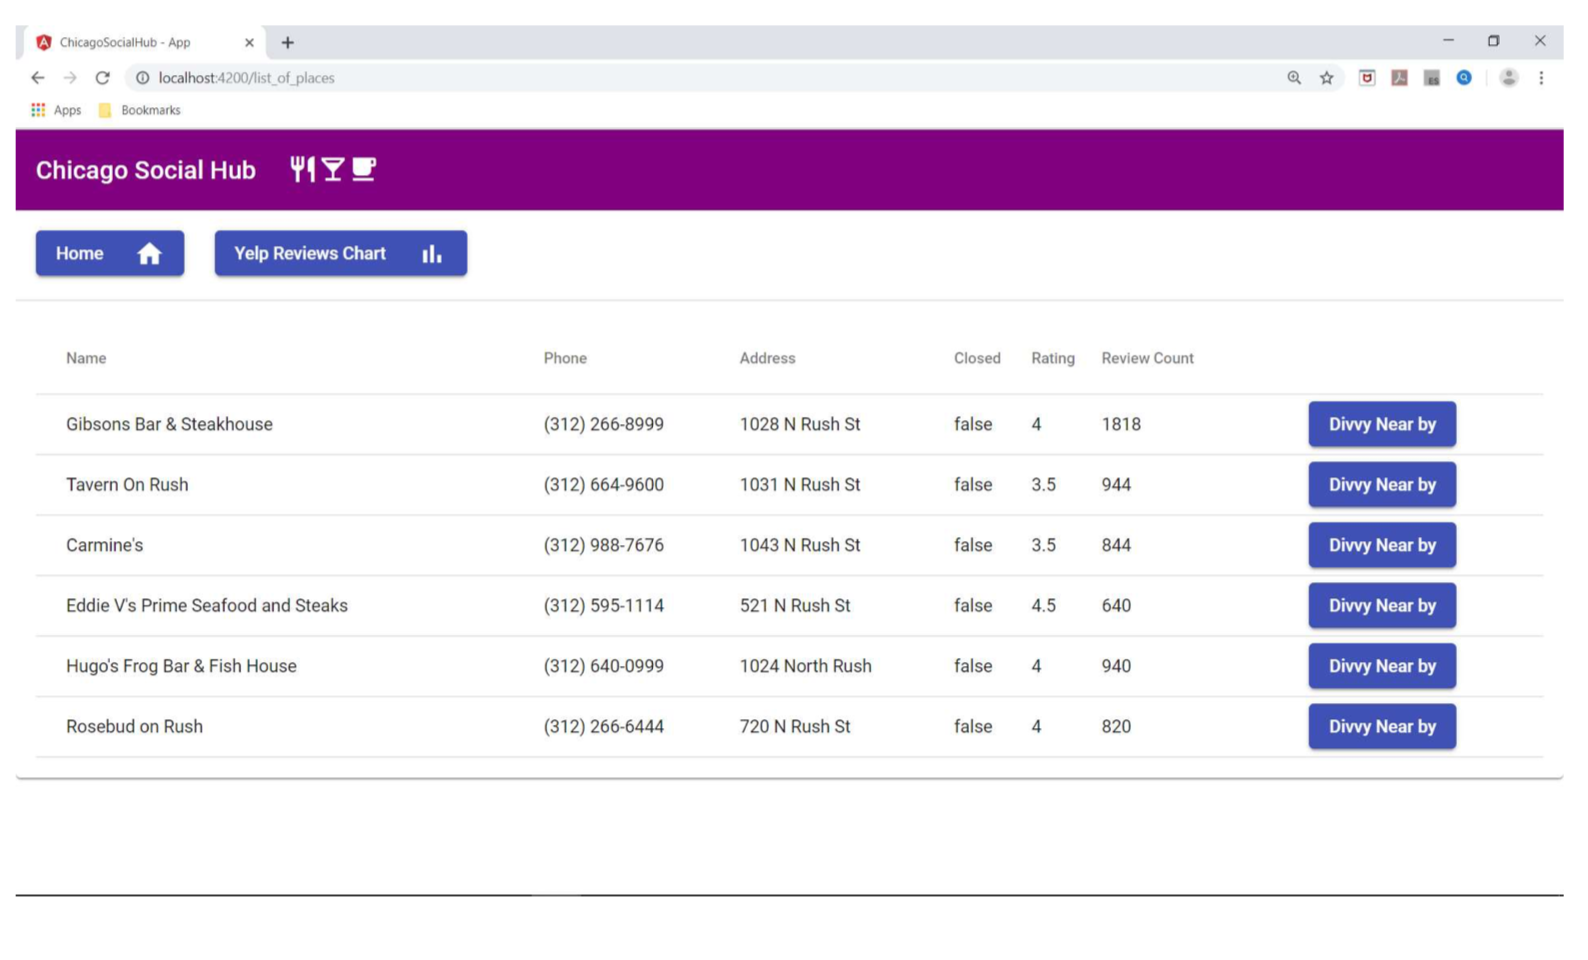 ChicagoSocialHub - App
localhost:4200/list_of_places
Apps Bookmarks
Chicago Social Hub
Home Yelp Reviews Chart
Name Phone Address Closed Rating Review Count
Gibsons Bar & Steakhouse (312) 266-8999 1028 N Rush St false 4 1818 Divvy Near by
Tavern On Rush (312) 664-9600 1031 N Rush St false 3.5 944 Divvy Near by
Carmine's (312) 988-7676 1043 N Rush St false 3.5 844 Divvy Near by
Eddie V's Prime Seafood and Steaks (312) 595-1114 521 N Rush St false 4.5 640 Divvy Near by
Hugo's Frog Bar & Fish House (312) 640-0999 1024 North Rush false 4 940 Divvy Near by
Rosebud on Rush (312) 266-6444 720 N Rush St false 4 820 Divvy Near by